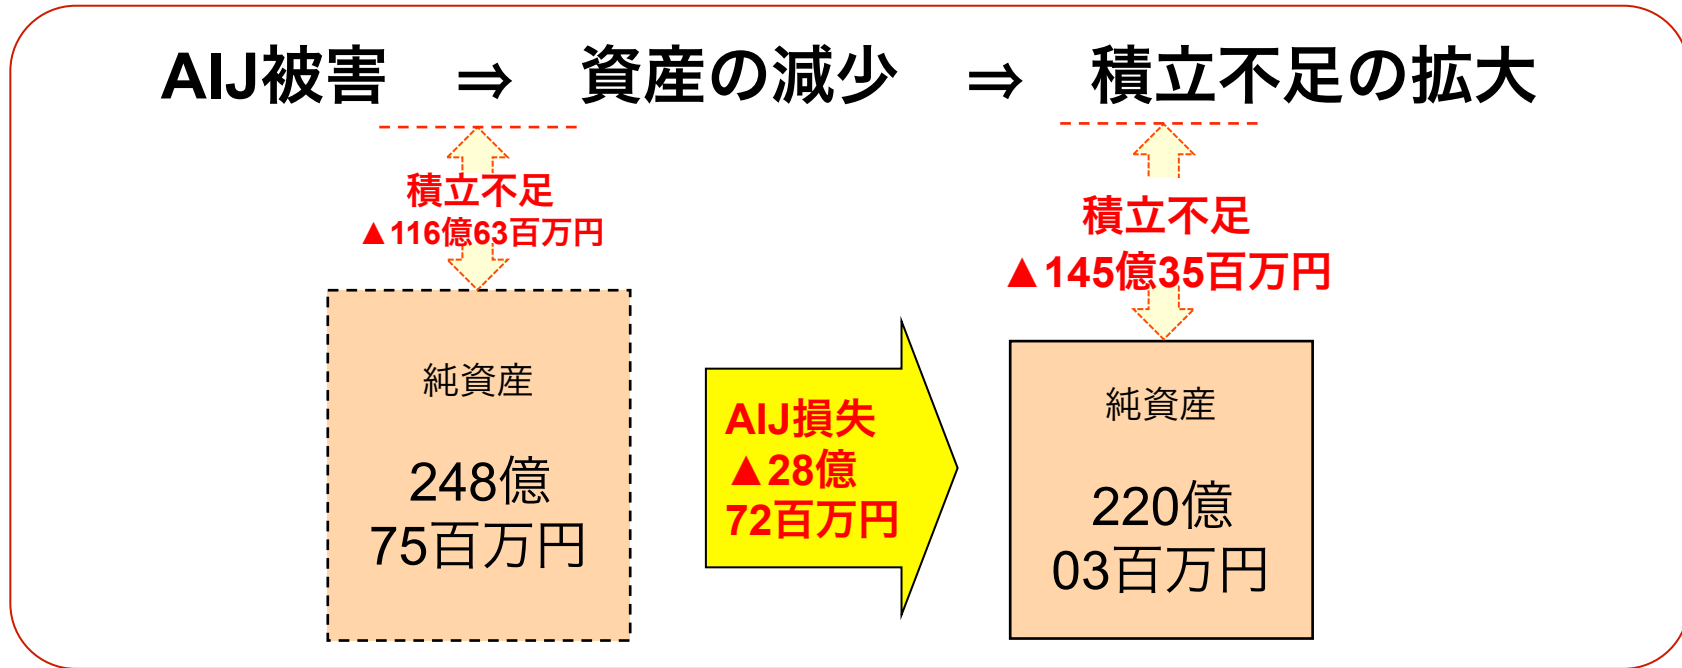 AIJ被害 ⇒ 資産の減少 ⇒ 積立不足の拡大
積立不足
▲116億63百万円
純資産
248億
75百万円
AIJ損失
▲28億
72百万円
積立不足
▲145億35百万円
純資産
220億
03百万円